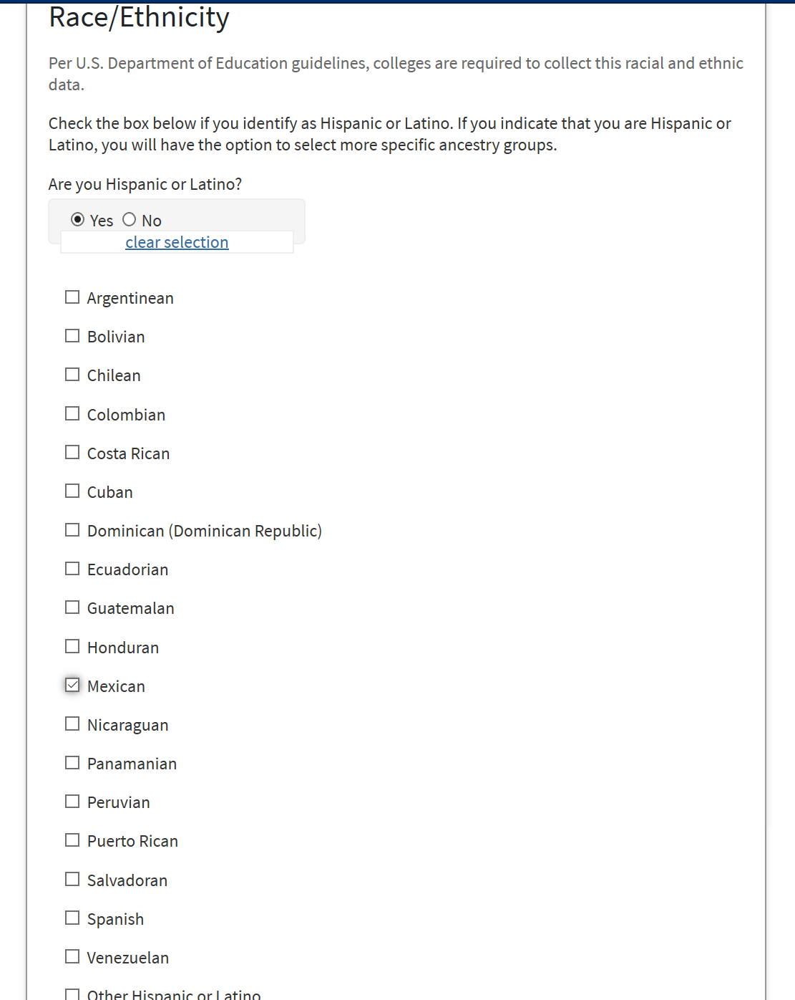 Race/Ethnicity
Per U.S. Department of Education guidelines, colleges are required to collect this racial and ethnic
data.
Check the box below if you identify as Hispanic or Latino. If you indicate that you are Hispanic or
Latino, you will have the option to select more specific ancestry groups.
Are you Hispanic or Latino?
Yes No
clear selection
Argentinean
Bolivian
Chilean
Colombian
Costa Rican
Cuban
Dominican (Dominican Republic)
Ecuadorian
Guatemalan
Honduran
Mexican
Nicaraguan
Panamanian
Peruvian
Puerto Rican
Salvadoran
Spanish
Venezuelan
Other Hispanic or Latino